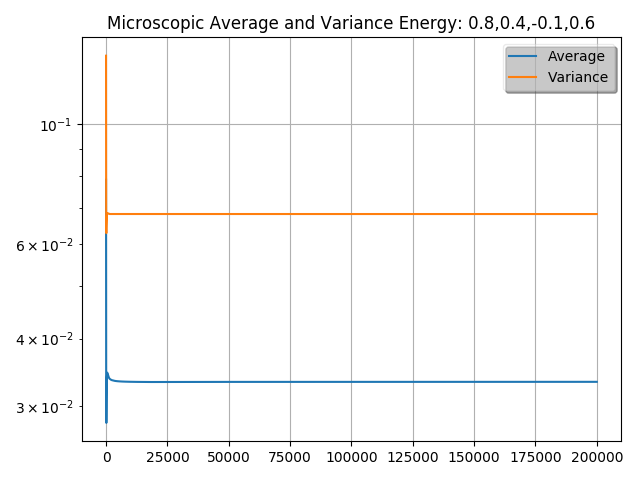 Microscopic Average and Variance Energy: 0.8,0.4,-0.1,0.6
Average
Variance
10⁻¹
6 × 10⁻²
4 × 10⁻²
3 × 10⁻²
0 25000 50000 75000 100000 125000 150000 175000 200000